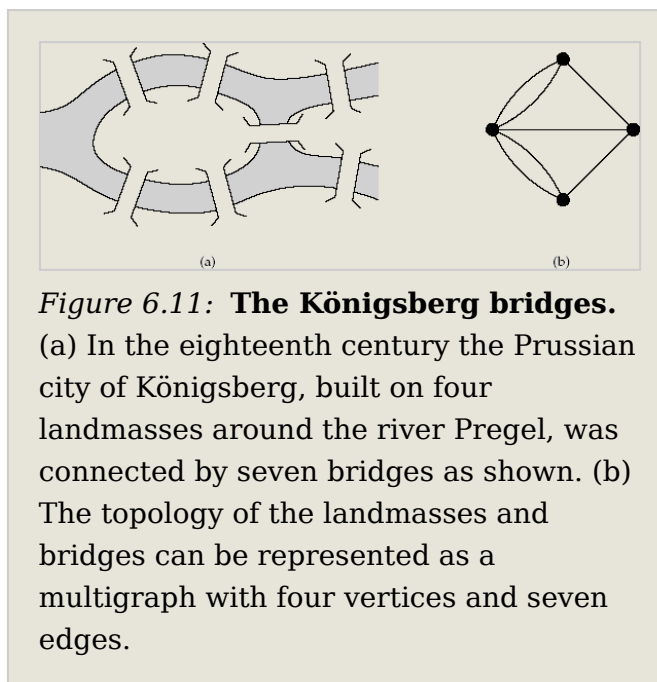 (a) (b)
Figure 6.11: The Königsberg bridges.
(a) In the eighteenth century the Prussian
city of Königsberg, built on four
landmasses around the river Pregel, was
connected by seven bridges as shown. (b)
The topology of the landmasses and
bridges can be represented as a
multigraph with four vertices and seven
edges.